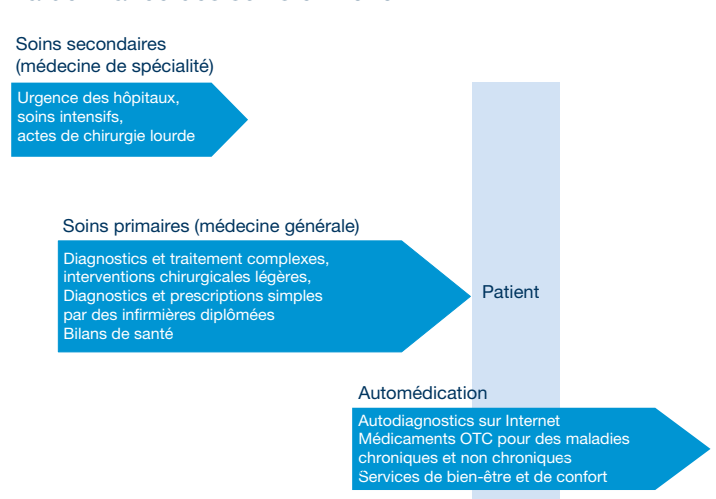 Soins secondaires
(médecine de spécialité)
Urgence des hôpitaux,
soins intensifs,
actes de chirurgie lourde
Soins primaires (médecine générale)
Diagnostics et traitement complexes,
interventions chirurgicales légères,
Diagnostics et prescriptions simples
par des infirmières diplômées
Bilans de santé
Patient
Automédication
Autodiagnostics sur Internet
Médicaments OTC pour des maladies
chroniques et non chroniques
Services de bien-être et de confort